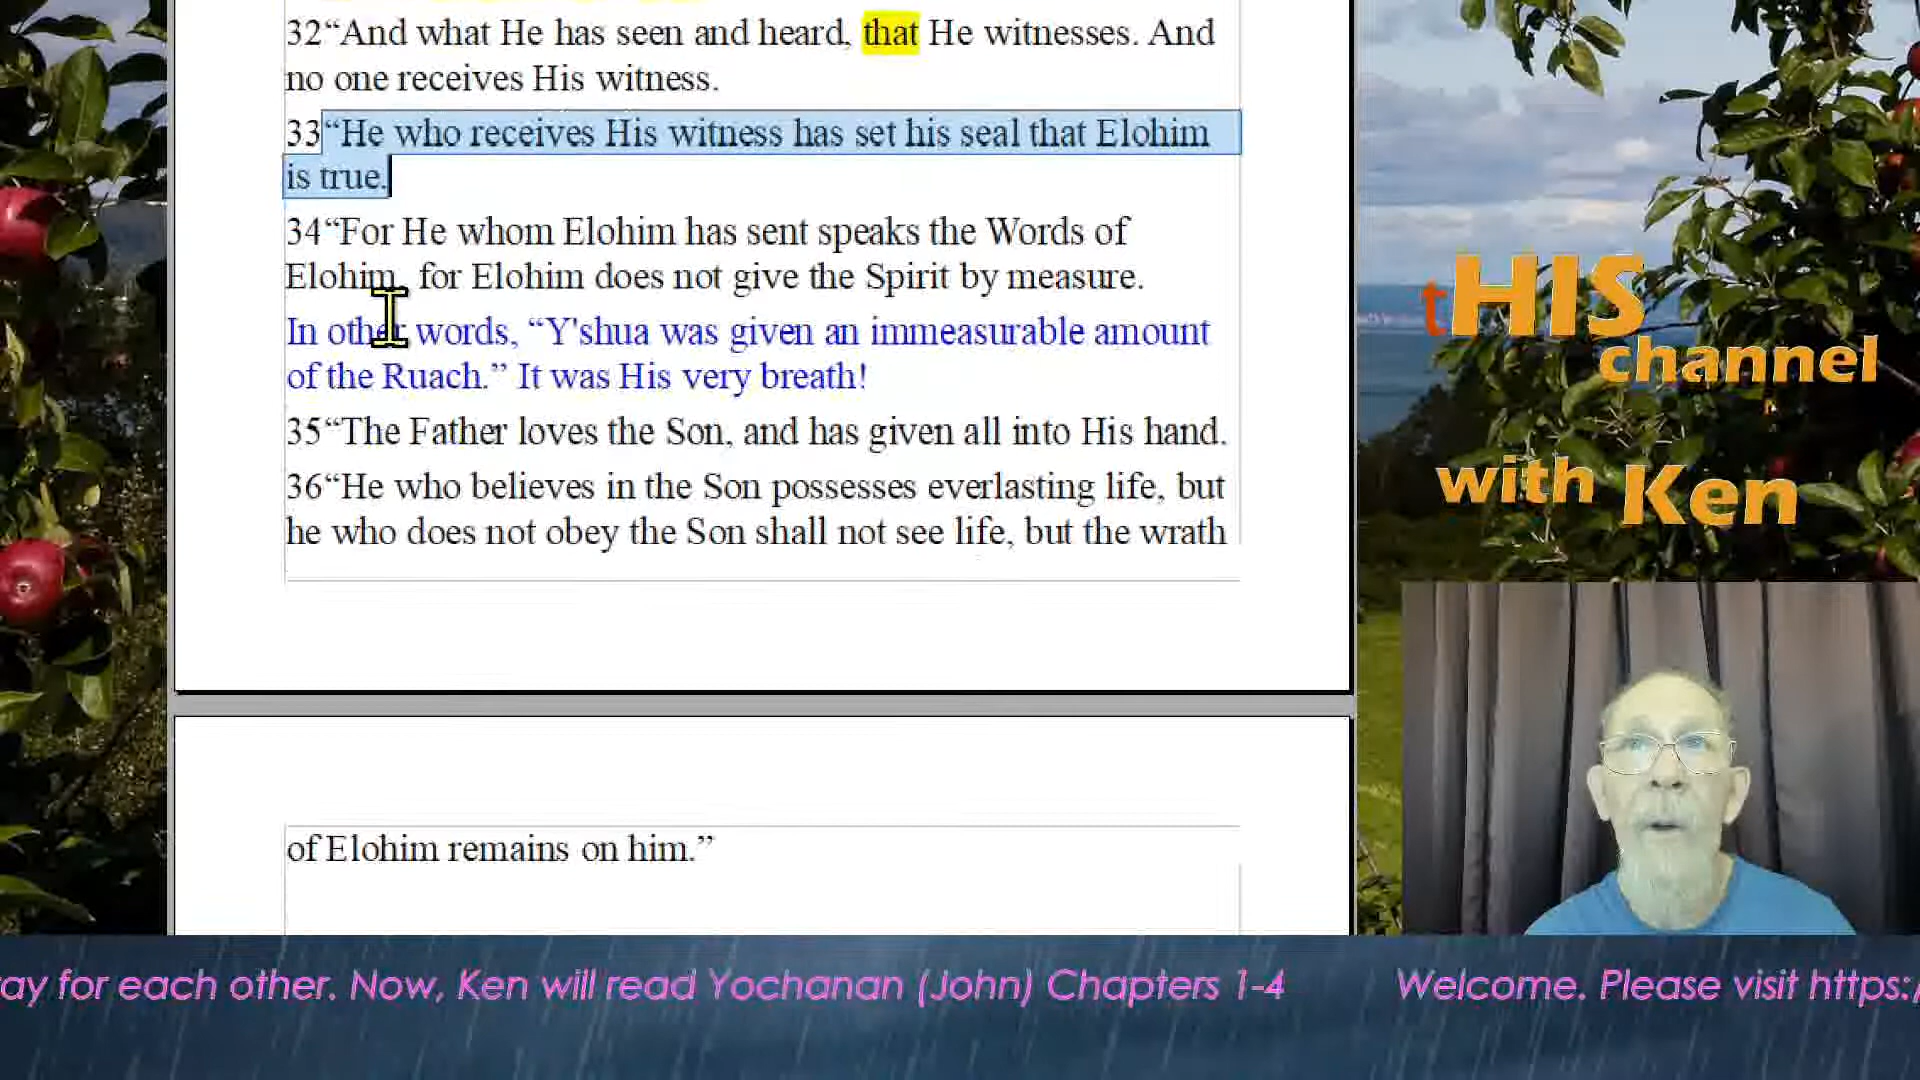 32“And what He has seen and heard, that He witnesses. And
no one receives His witness.
33“He who receives His witness has set his seal that Elohim
is true.
34“For He whom Elohim has sent speaks the Words of
Elohim, for Elohim does not give the Spirit by measure.
In other words, “Y'shua was given an immeasurable amount
of the Ruach.” It was His very breath!
35“The Father loves the Son, and has given all into His hand.
36“He who believes in the Son possesses everlasting life, but
he who does not obey the Son shall not see life, but the wrath
of Elohim remains on him.”
tHIS
channel
with Ken
ay for each other. Now, Ken will read Yochanan (John) Chapters 1-4 Welcome. Please visit https:/